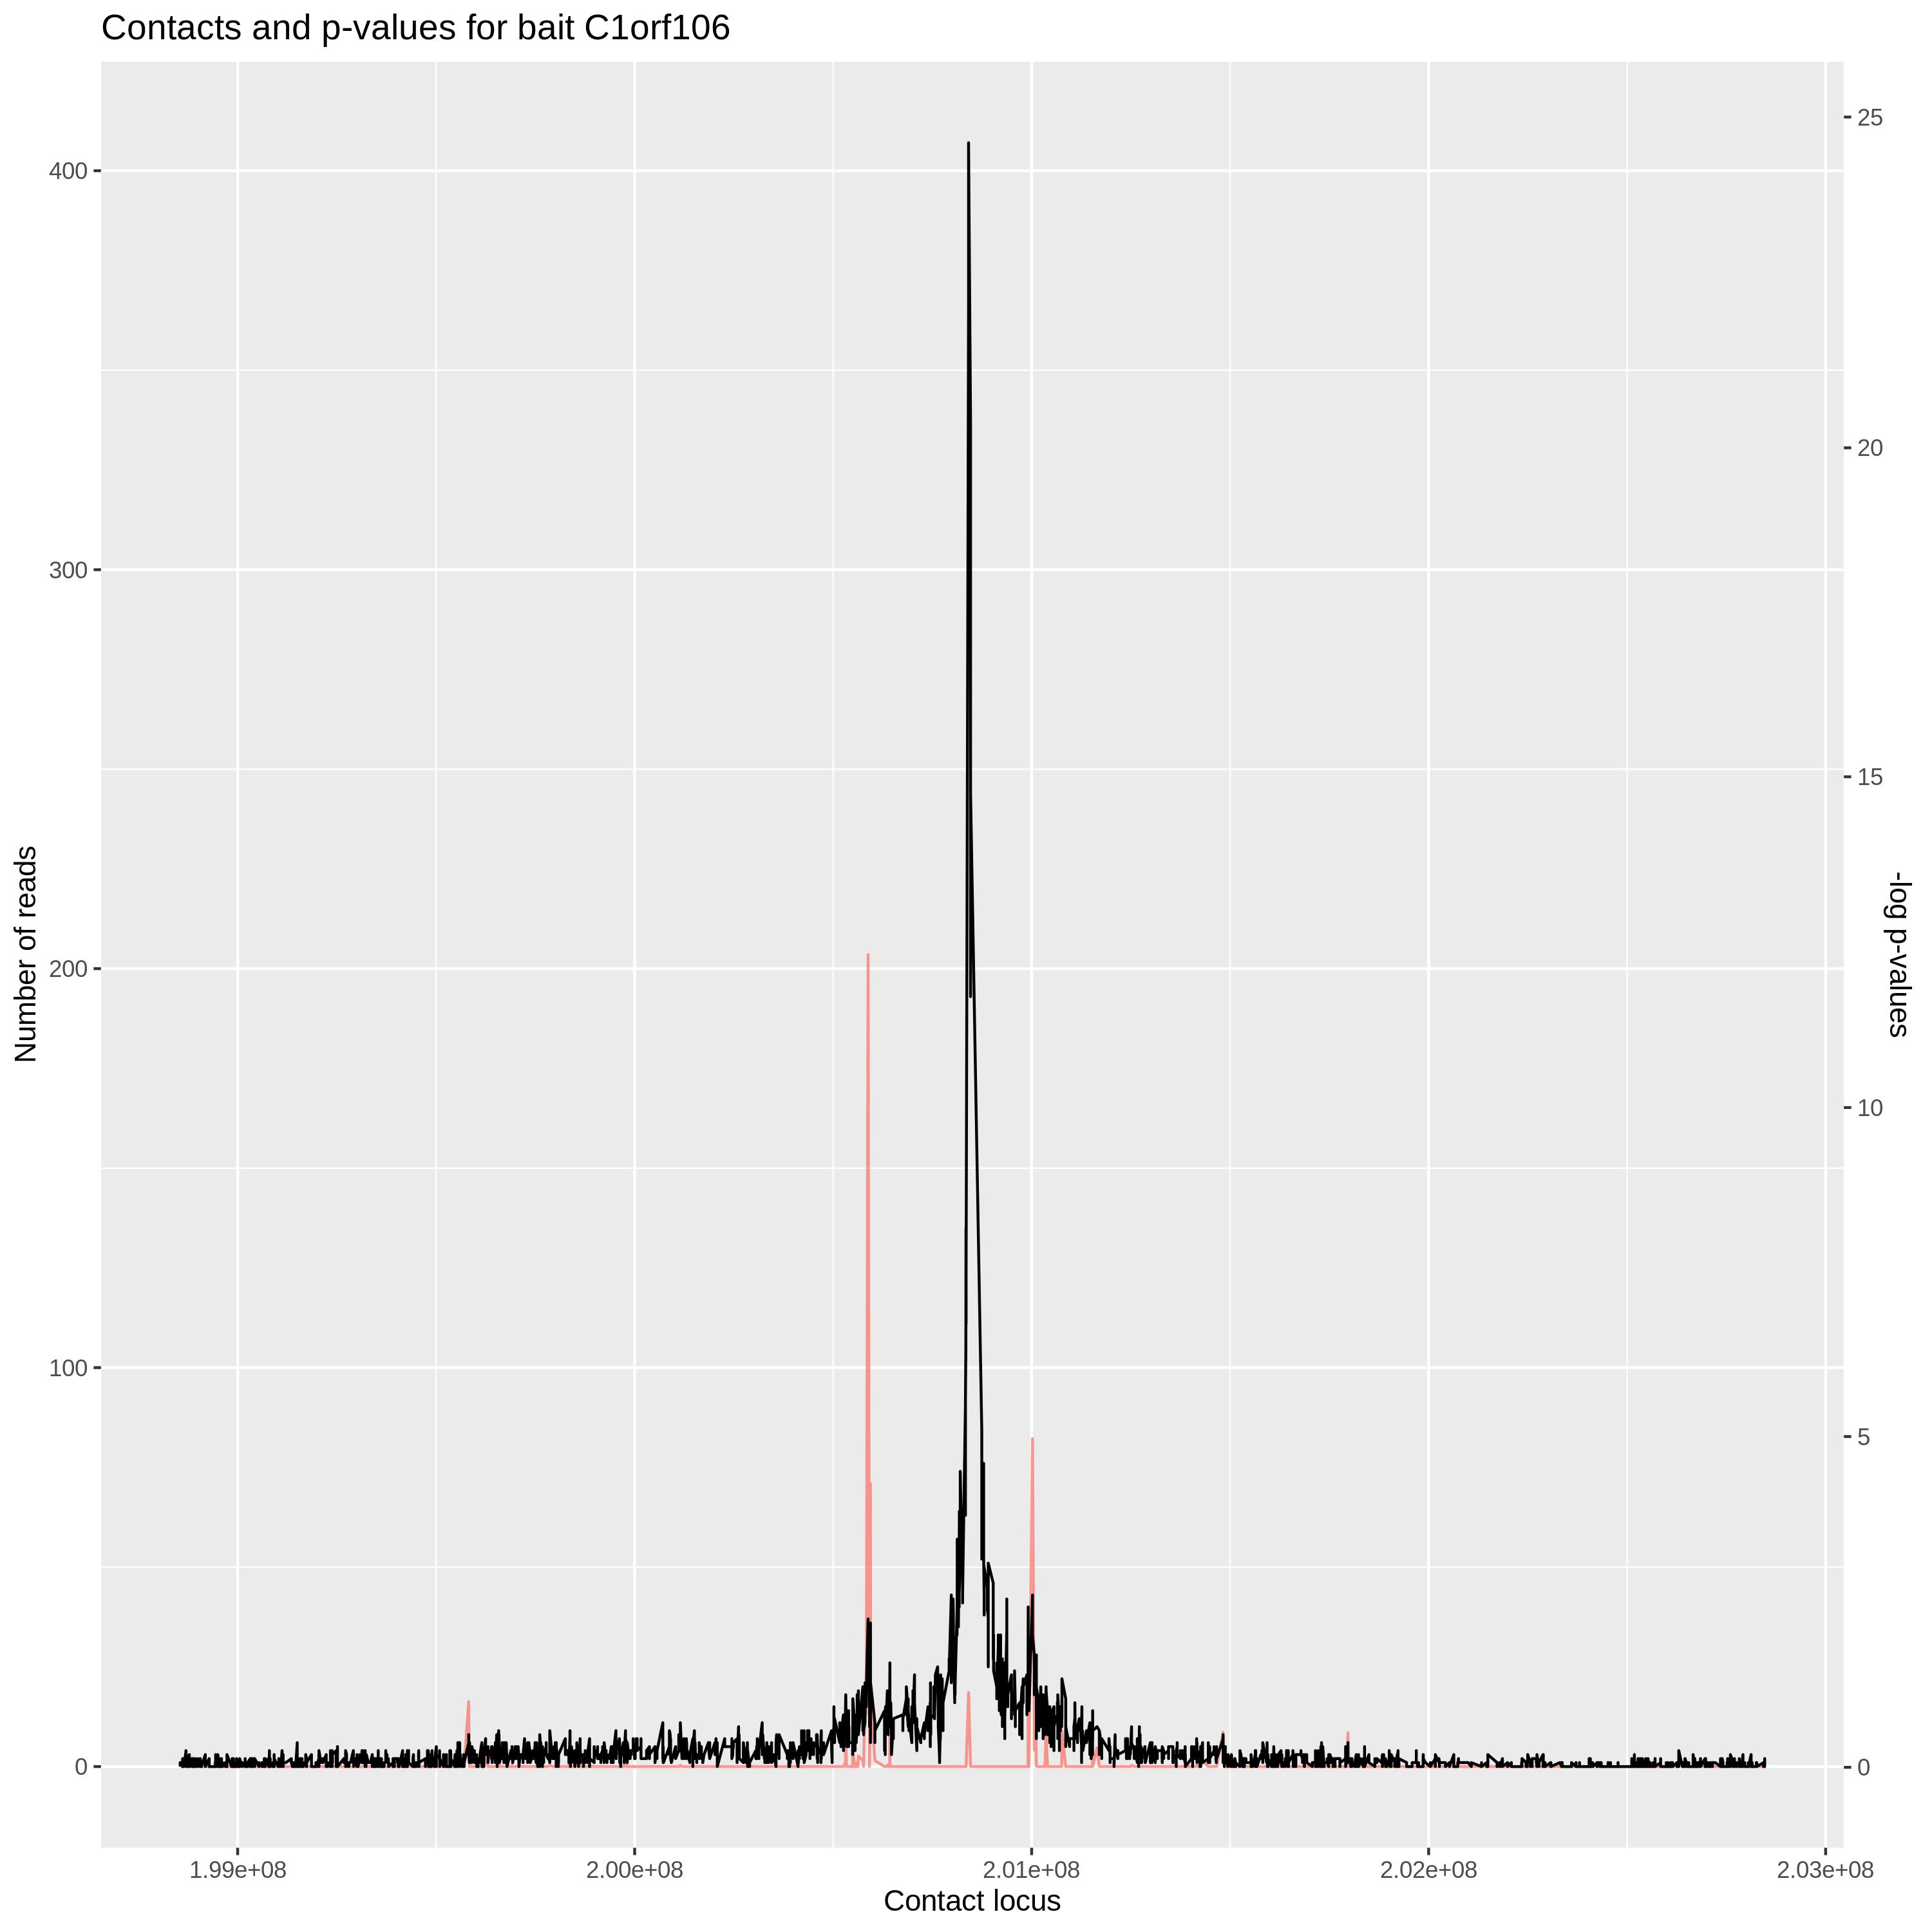 Contacts and p-values for bait C1orf106
Number of reads
400
300
200
100
0
25
20
15
10
5
0
-log p-values
1.99e+08
2.00e+08
2.01e+08
2.02e+08
2.03e+08
Contact locus